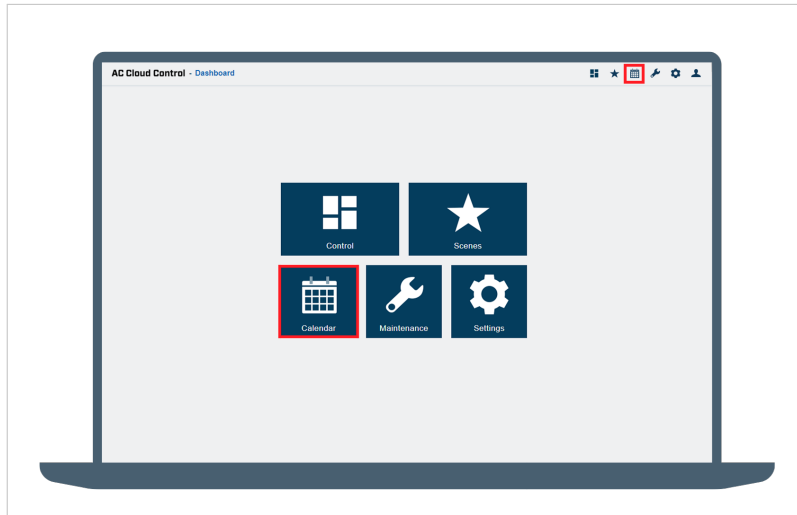 AC Cloud Control - Dashboard
Control
Scenes
Calendar
Maintenance
Settings